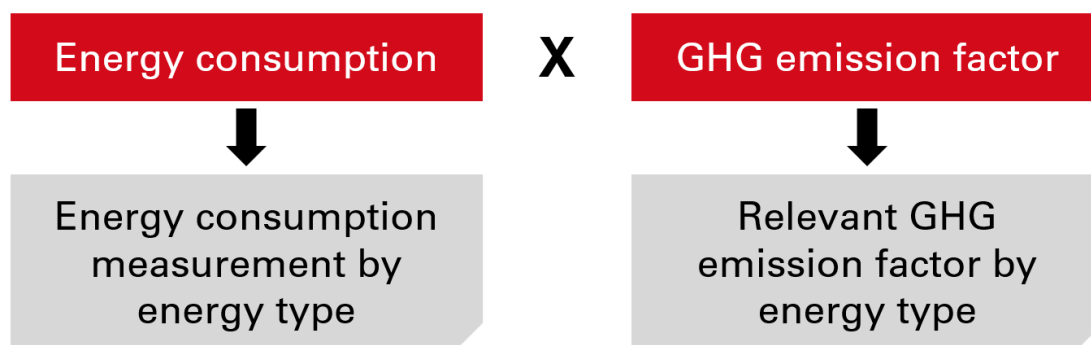 Energy consumption X GHG emission factor
Energy consumption
measurement by
energy type
Relevant GHG
emission factor by
energy type